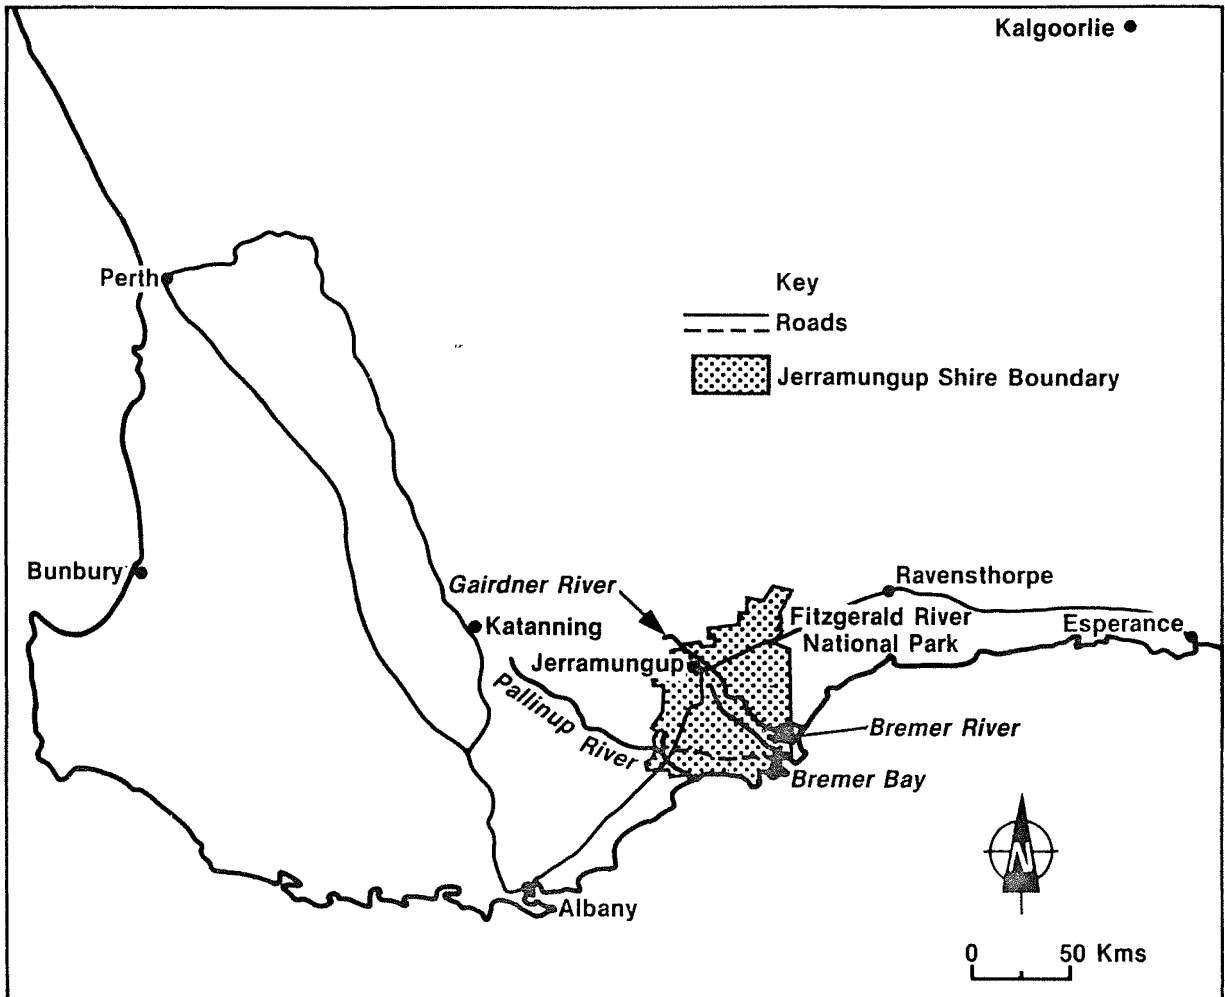 Kalgoorlie
Perth
Key
Roads
Jerramungup Shire Boundary
Bunbury
Gairdner River
Ravensthorpe
Katanning
Fitzgerald River
National Park
Esperance
Jerramungup
Pallinup River
Bremer River
Bremer Bay
N
Albany
0 50 Kms